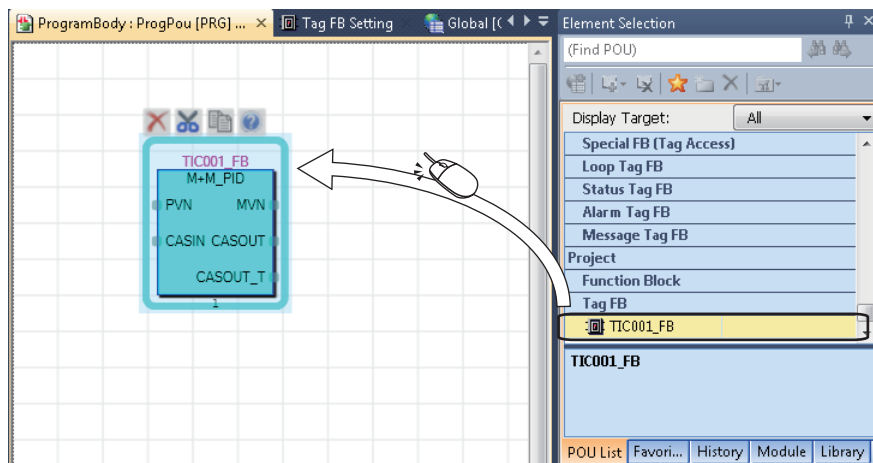 ProgramBody : ProgPou [PRG] ...
Tag FB Setting
Global [(
TIC001_FB
M+M_PID
PVN MVN
CASIN CASOUT
CASOUT_T
1
Element Selection
(Find POU)
Display Target: All
Special FB (Tag Access)
Loop Tag FB
Status Tag FB
Alarm Tag FB
Message Tag FB
Project
Function Block
Tag FB
TIC001_FB
TIC001_FB
POU List Favori... History Module Library